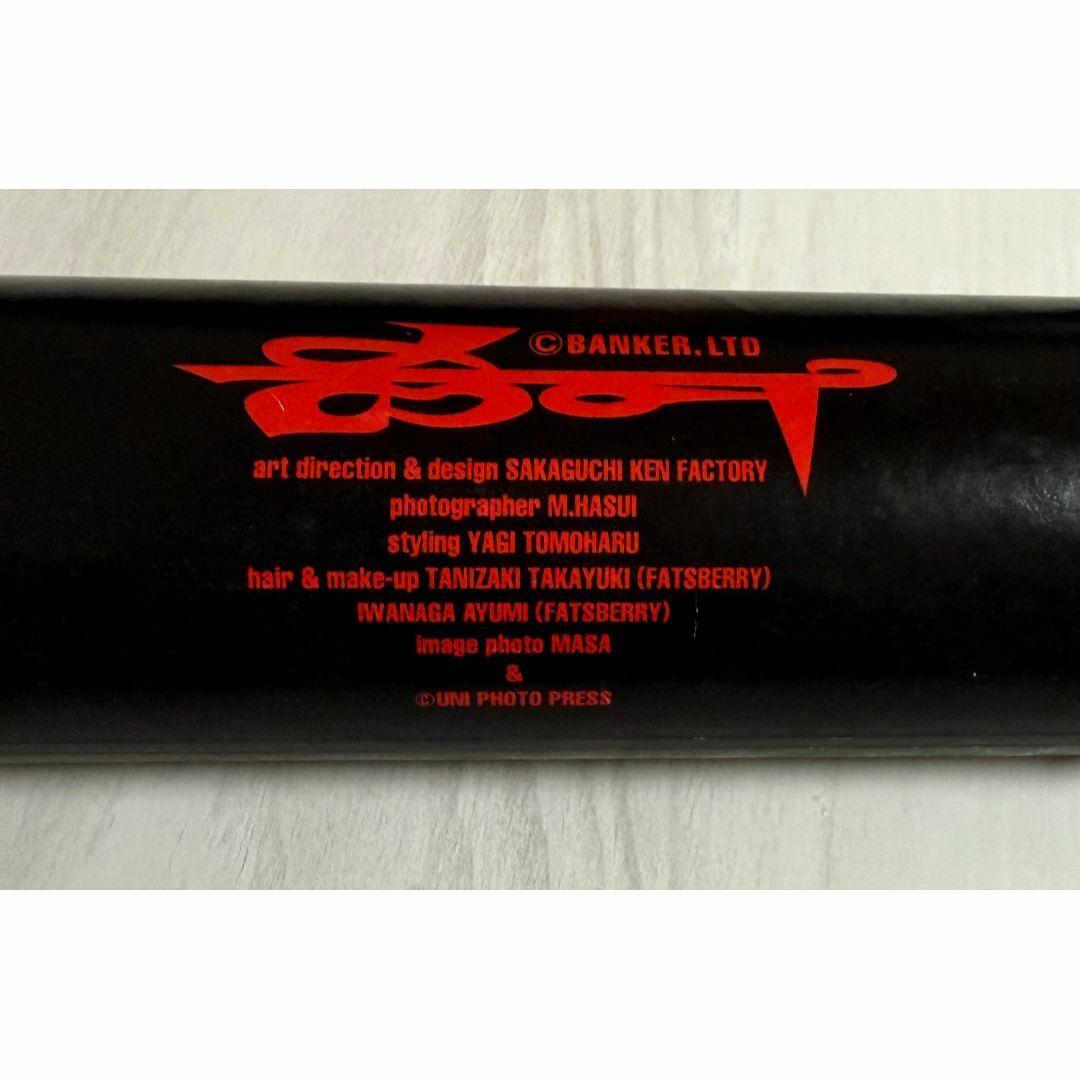 ©BANKER.LTD
art direction & design SAKAGUCHI KEN FACTORY
photographer M.HASUI
styling YAGI TOMOHARU
hair & make-up TANIZAKI TAKAYUKI (FATSBERRY)
IWANAGA AYUMI (FATSBERRY)
image photo MASA
&
©UNI PHOTO PRESS